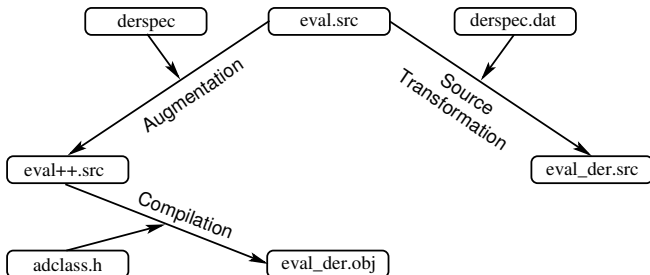 derspec
eval.src
derspec.dat
Augmentation
Source
Transformation
eval++.src
eval_der.src
Compilation
adclass.h
eval_der.obj